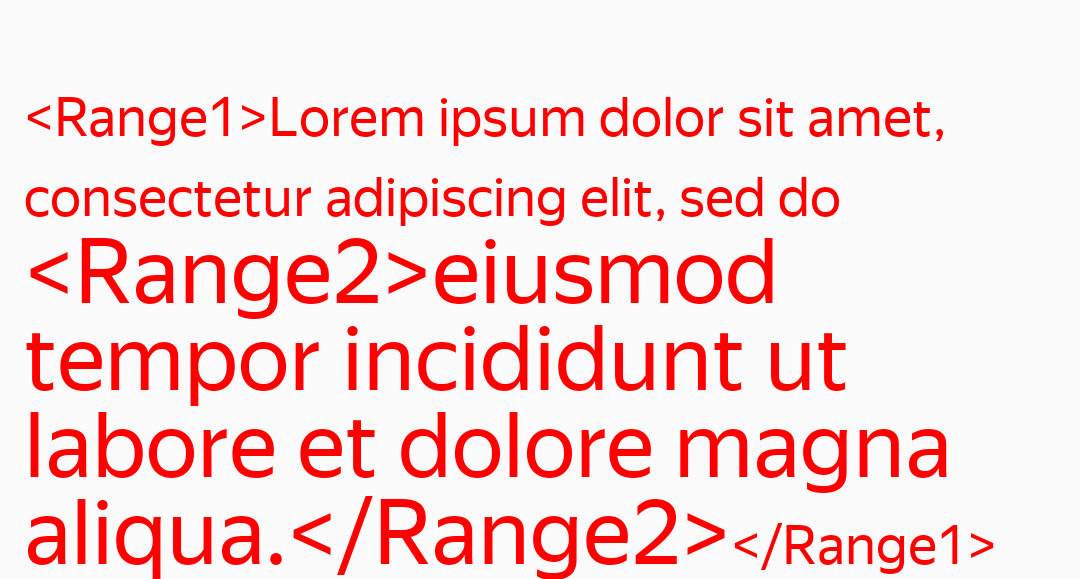 <Range1>Lorem ipsum dolor sit amet,
consectetur adipiscing elit, sed do
<Range2>eiusmod
tempor incididunt ut
labore et dolore magna
aliqua.</Range2></Range1>